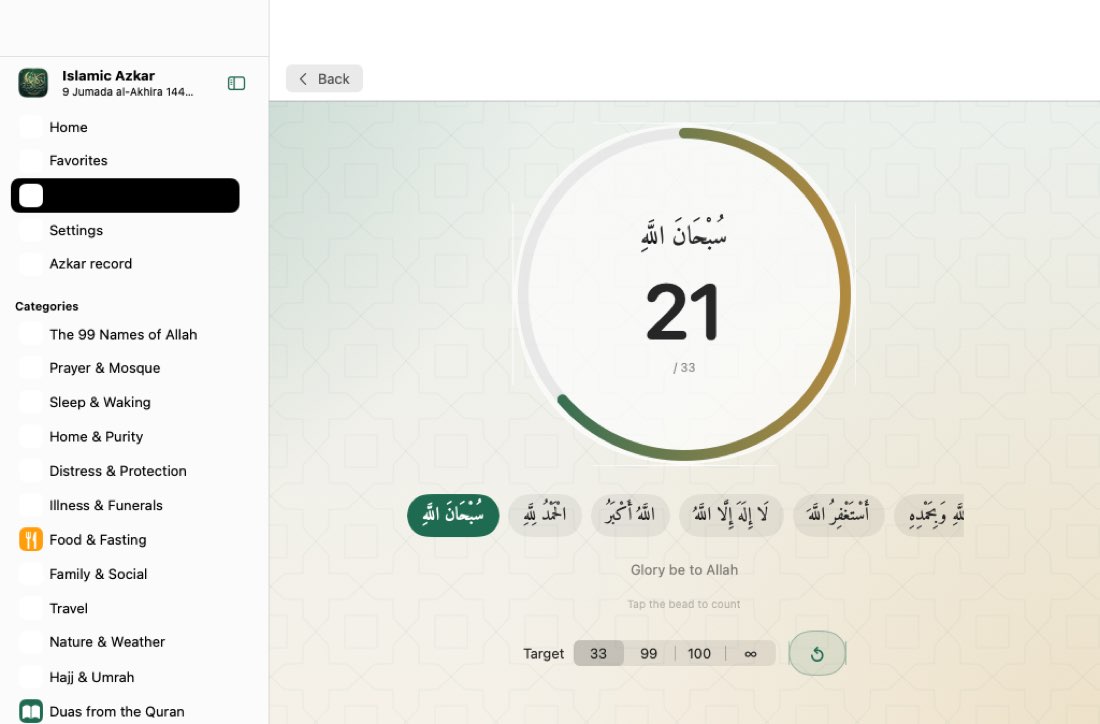 Islamic Azkar
9 Jumada al-Akhira 144...
Home
Favorites
Settings
Azkar record
Categories
The 99 Names of Allah
Prayer & Mosque
Sleep & Waking
Home & Purity
Distress & Protection
Illness & Funerals
Food & Fasting
Family & Social
Travel
Nature & Weather
Hajj & Umrah
Duas from the Quran
Back
سُبْحَانَ اللَّهِ
21
/ 33
سُبْحَانَ اللَّهِ
الْحَمْدُ لِلَّهِ
اللَّهُ أَكْبَرُ
لَا إِلَهَ إِلَّا اللَّهُ
أَسْتَغْفِرُ اللَّهَ
للَّهِ وَبِحَمْدِهِ
Glory be to Allah
Tap the bead to count
Target 33 99 100 ∞